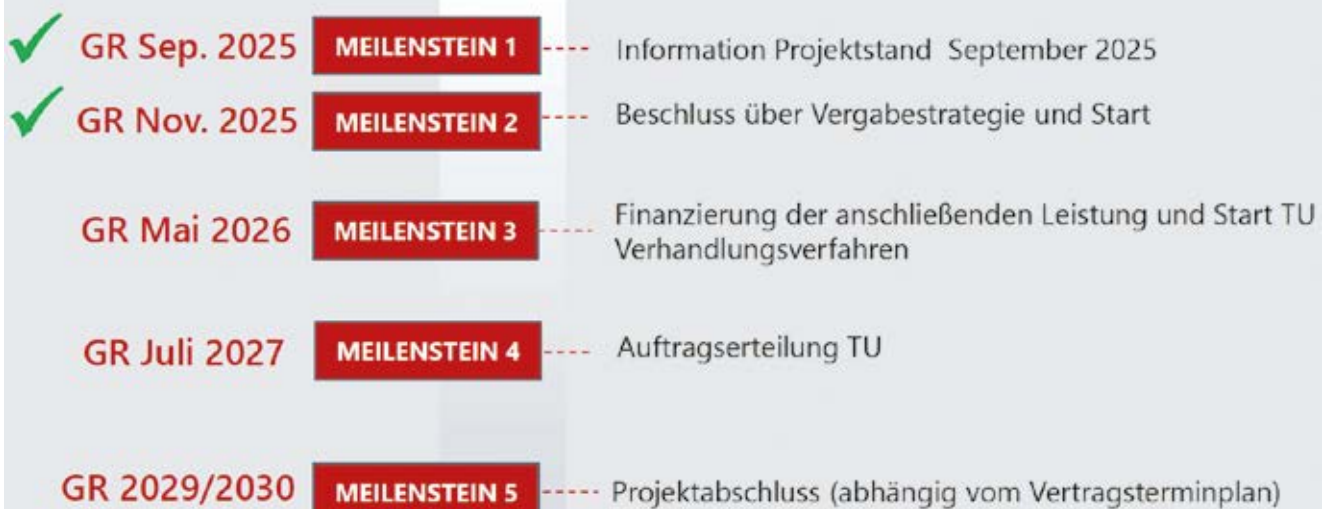 GR Sep. 2025 MEILENSTEIN 1 Information Projektstand September 2025
GR Nov. 2025 MEILENSTEIN 2 Beschluss über Vergabestrategie und Start
GR Mai 2026 MEILENSTEIN 3 Finanzierung der anschließenden Leistung und Start TU
Verhandlungsverfahren
GR Juli 2027 MEILENSTEIN 4 Auftragserteilung TU
GR 2029/2030 MEILENSTEIN 5 Projektabschluss (abhängig vom Vertragsterminplan)